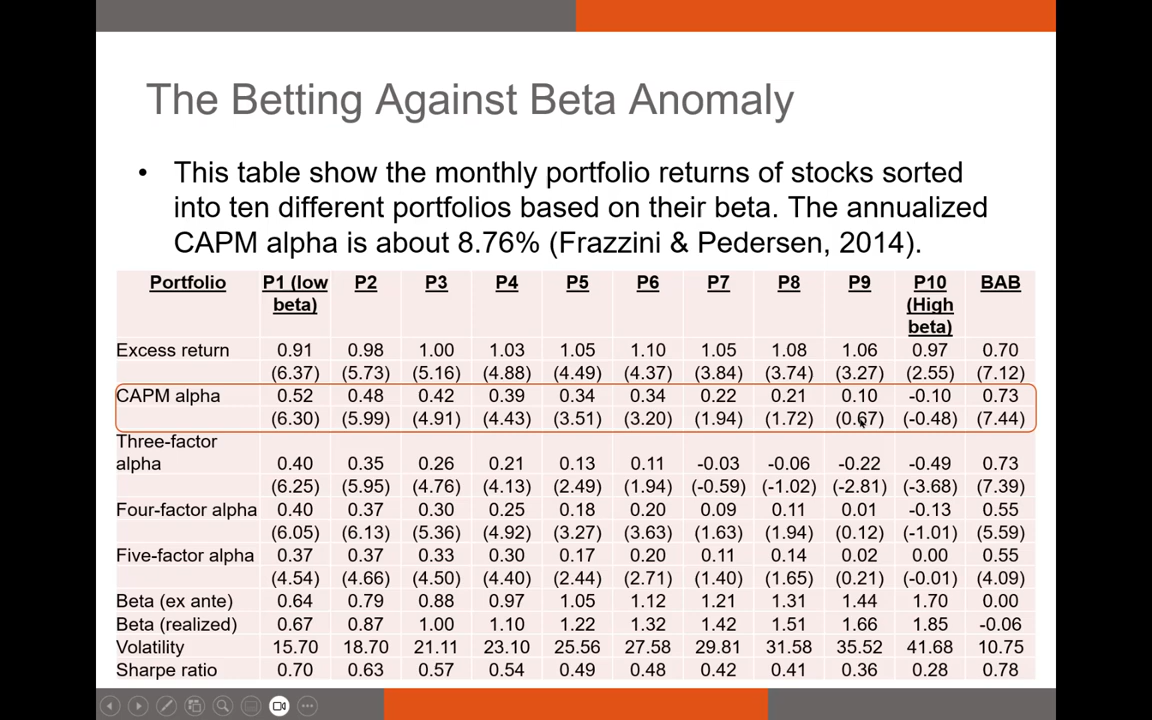 The Betting Against Beta Anomaly
• This table show the monthly portfolio returns of stocks sorted
into ten different portfolios based on their beta. The annualized
CAPM alpha is about 8.76% (Frazzini & Pedersen, 2014).
Portfolio P1 (low beta) P2 P3 P4 P5 P6 P7 P8 P9 P10 (High beta) BAB
Excess return 0.91 0.98 1.00 1.03 1.05 1.10 1.05 1.08 1.06 0.97 0.70
(6.37) (5.73) (5.16) (4.88) (4.49) (4.37) (3.84) (3.74) (3.27) (2.55) (7.12)
CAPM alpha 0.52 0.48 0.42 0.39 0.34 0.34 0.22 0.21 0.10 -0.10 0.73
(6.30) (5.99) (4.91) (4.43) (3.51) (3.20) (1.94) (1.72) (0.67) (-0.48) (7.44)
Three-factor
alpha 0.40 0.35 0.26 0.21 0.13 0.11 -0.03 -0.06 -0.22 -0.49 0.73
(6.25) (5.95) (4.76) (4.13) (2.49) (1.94) (-0.59) (-1.02) (-2.81) (-3.68) (7.39)
Four-factor alpha 0.40 0.37 0.30 0.25 0.18 0.20 0.09 0.11 0.01 -0.13 0.55
(6.05) (6.13) (5.36) (4.92) (3.27) (3.63) (1.63) (1.94) (0.12) (-1.01) (5.59)
Five-factor alpha 0.37 0.37 0.33 0.30 0.17 0.20 0.11 0.14 0.02 0.00 0.55
(4.54) (4.66) (4.50) (4.40) (2.44) (2.71) (1.40) (1.65) (0.21) (-0.01) (4.09)
Beta (ex ante) 0.64 0.79 0.88 0.97 1.05 1.12 1.21 1.31 1.44 1.70 0.00
Beta (realized) 0.67 0.87 1.00 1.10 1.22 1.32 1.42 1.51 1.66 1.85 -0.06
Volatility 15.70 18.70 21.11 23.10 25.56 27.58 29.81 31.58 35.52 41.68 10.75
Sharpe ratio 0.70 0.63 0.57 0.54 0.49 0.48 0.42 0.41 0.36 0.28 0.78